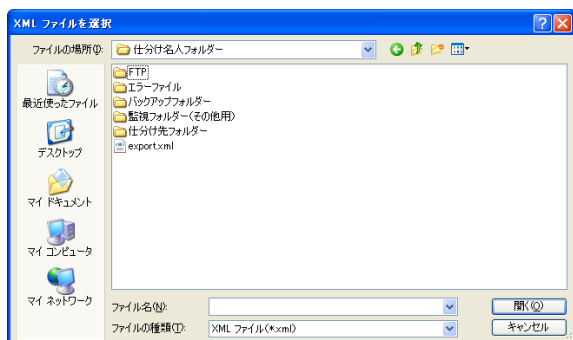 XML ファイルを選択
ファイルの場所(I):
仕分け名人フォルダー
最近使ったファイル
デスクトップ
マイ ドキュメント
マイ コンピュータ
マイ ネットワーク
FTP
エラーファイル
バックアップフォルダー
監視フォルダー(その他用)
仕分け先フォルダー
export.xml
ファイル名(N):
開く(O)
ファイルの種類(T):
XML ファイル(*.xml)
キャンセル